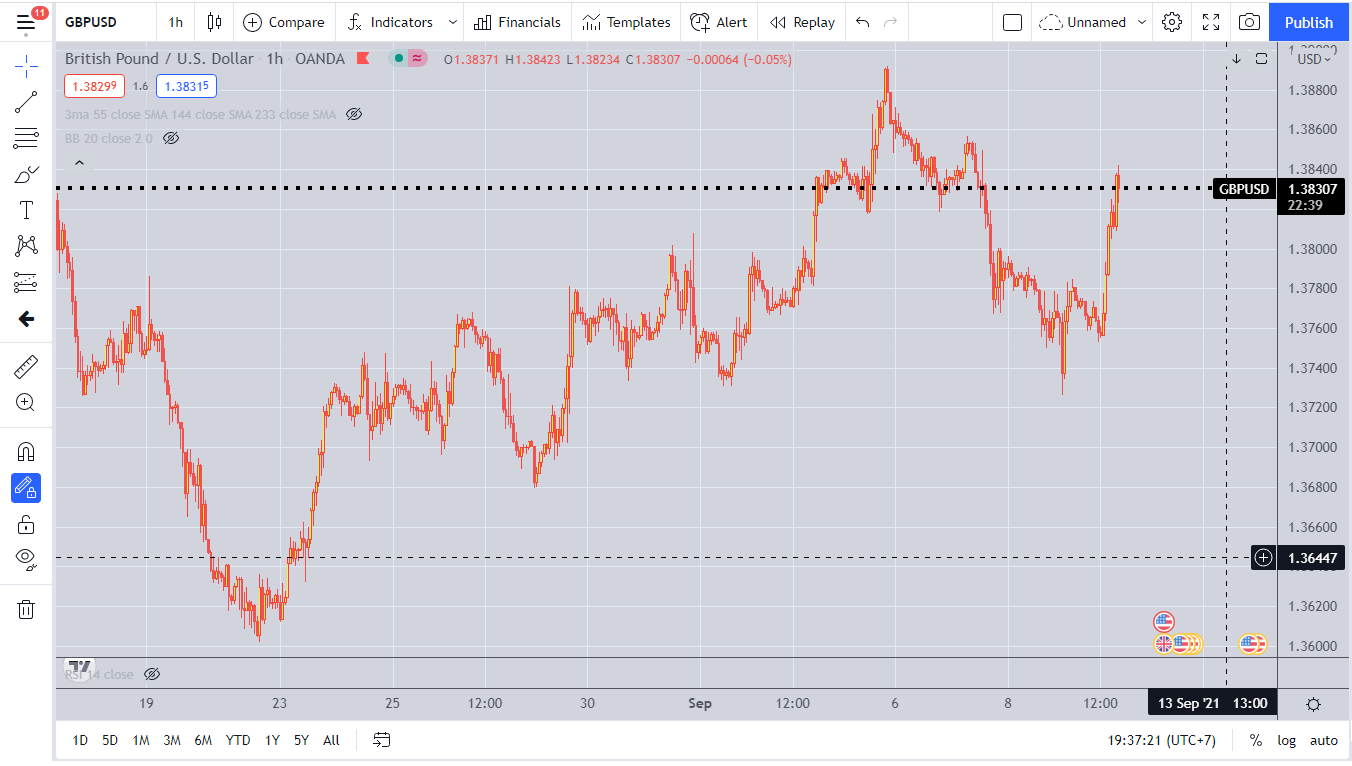 11
GBPUSD 1h Compare Indicators Financials Templates Alert Replay Unnamed Publish
British Pound / U.S. Dollar · 1h · OANDA O1.38371 H1.38423 L1.38234 C1.38307 −0.00064 (−0.05%)
USD
1.38299 1.6 1.38315
3ma 55 close SMA 144 close SMA 233 close SMA
BB 20 close 2 0
1.38800
1.38600
1.38400
GBPUSD 1.38307
22:39
1.38000
1.37800
1.37600
1.37400
1.37200
1.37000
1.36800
1.36600
1.36447
1.36200
1.36000
RSI 14 close
19 23 25 12:00 30 Sep 12:00 6 8 12:00 13 Sep '21 13:00
1D 5D 1M 3M 6M YTD 1Y 5Y All 19:37:21 (UTC+7) % log auto